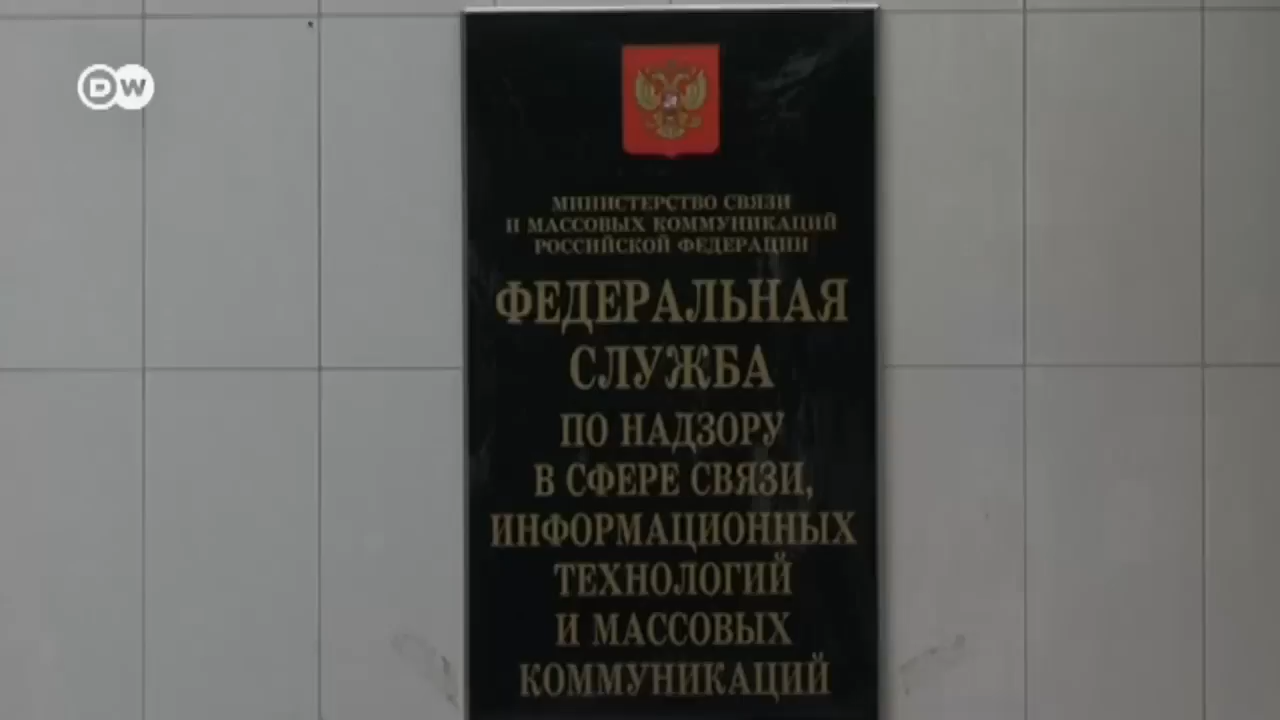 DW
МИНИСТЕРСТВО СВЯЗИ
И МАССОВЫХ КОММУНИКАЦИЙ
РОССИЙСКОЙ ФЕДЕРАЦИИ
ФЕДЕРАЛЬНАЯ
СЛУЖБА
ПО НАДЗОРУ
В СФЕРЕ СВЯЗИ,
ИНФОРМАЦИОННЫХ
ТЕХНОЛОГИЙ
И МАССОВЫХ
КОММУНИКАЦИЙ